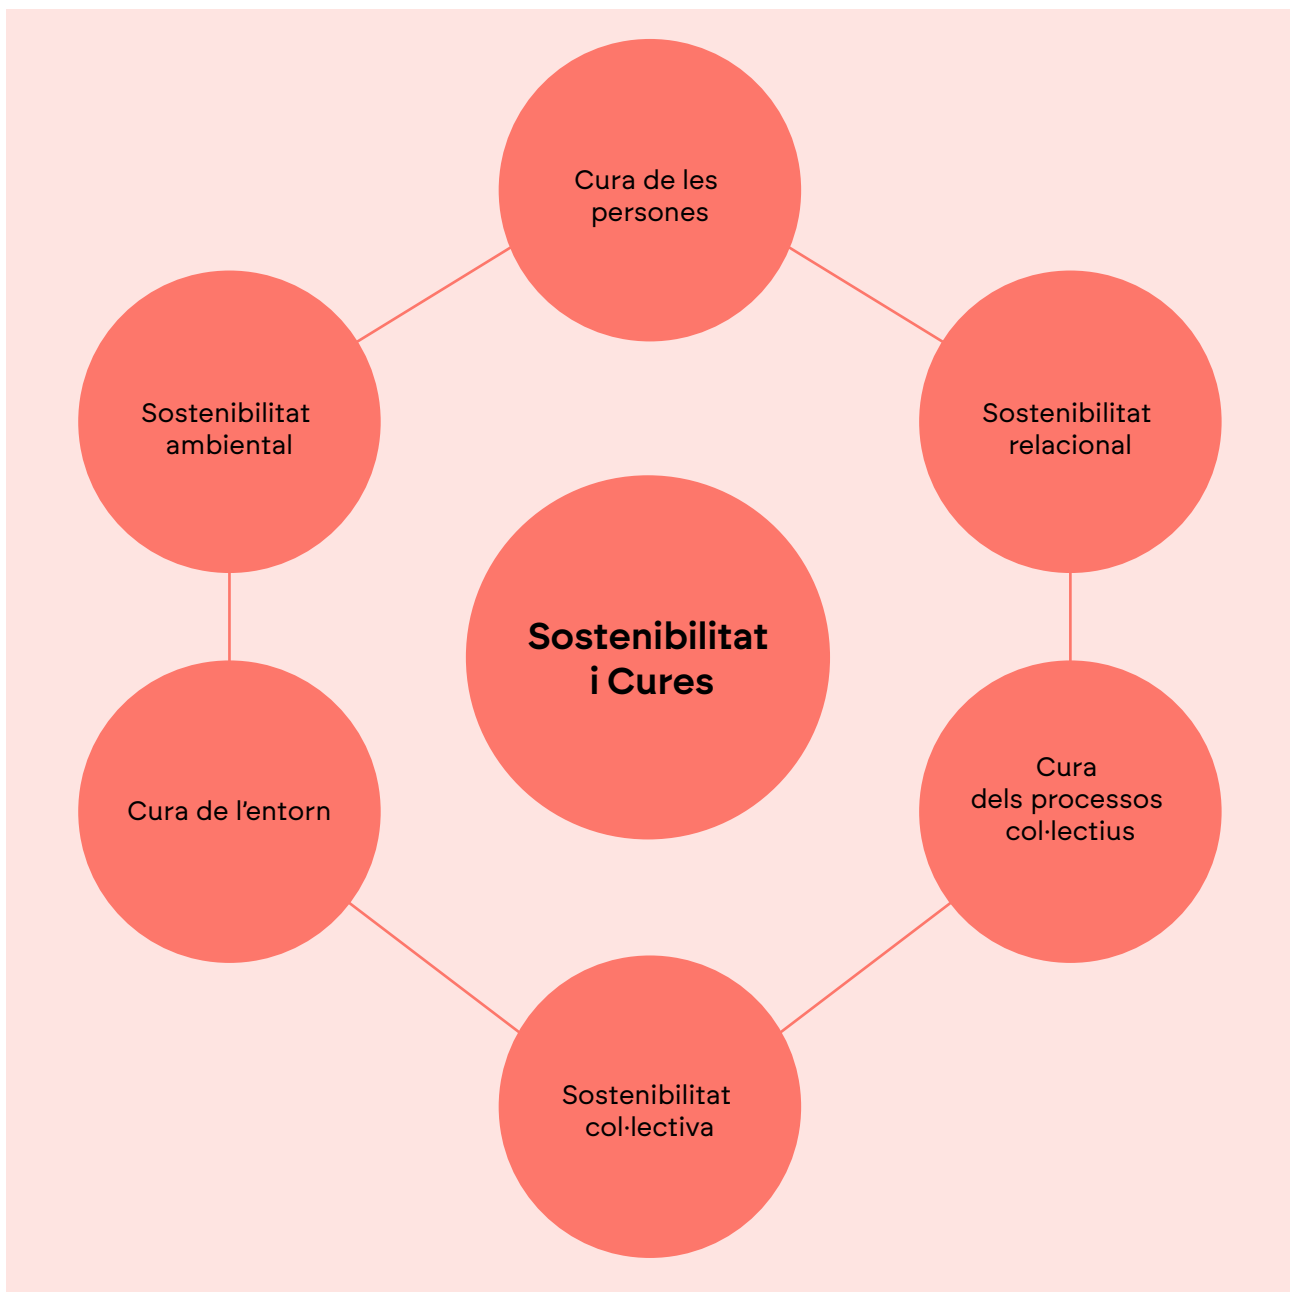 Cura de les
persones
Sostenibilitat
ambiental
Sostenibilitat
relacional
Sostenibilitat
i Cures
Cura de l’entorn
Cura
dels processos
col·lectius
Sostenibilitat
col·lectiva